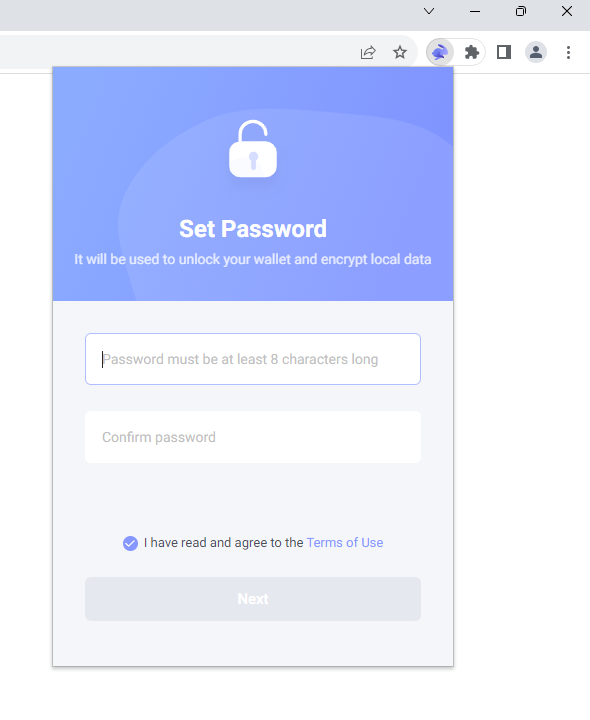 Set Password
It will be used to unlock your wallet and encrypt local data
Password must be at least 8 characters long
Confirm password
I have read and agree to the Terms of Use
Next